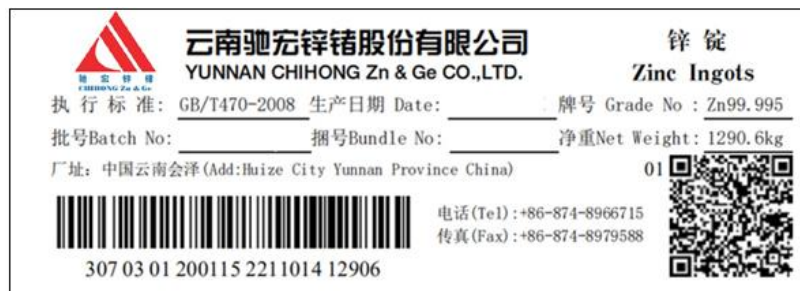 云南驰宏锌锗股份有限公司
YUNNAN CHIHONG Zn & Ge CO.,LTD.
锌 锭
Zinc Ingots
驰 宏 锌 锗
CHIHONG Zn & Ge
执 行 标 准: GB/T470-2008 生产日期 Date: 牌号 Grade No : Zn99.995
批号Batch No: 捆号Bundle No: 净重Net Weight: 1290.6kg
厂址: 中国云南会泽(Add:Huize City Yunnan Province China) 01
电话(Tel):+86-874-8966715
传真(Fax):+86-874-8979588
307 03 01 200115 2211014 12906